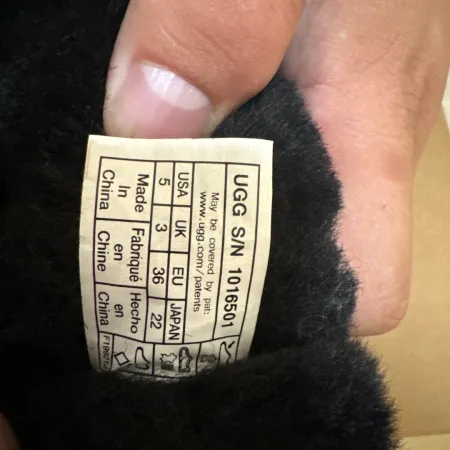 UGG S/N 1016501
May be covered by pat:
www.ugg.com/patents
USA UK EU JAPAN
5 3 36 22
Made Fabriqué Hecho
In en en
China Chine China